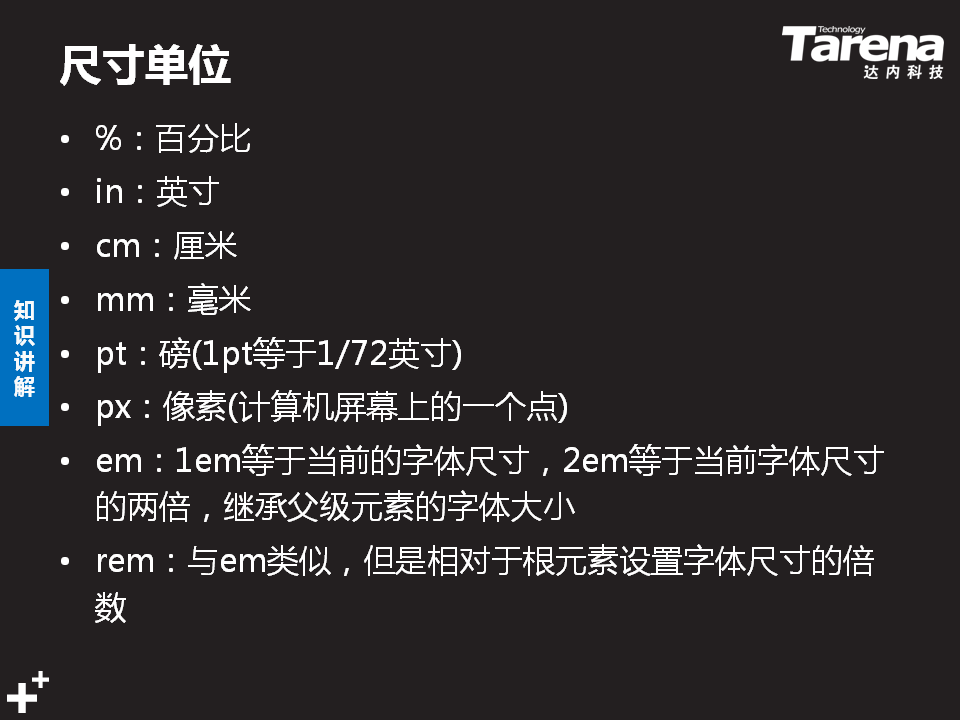 尺寸单位
Technology
Tarena
达内科技
• %：百分比
• in：英寸
• cm：厘米
• mm：毫米
• pt：磅(1pt等于1/72英寸)
• px：像素(计算机屏幕上的一个点)
• em：1em等于当前的字体尺寸，2em等于当前字体尺寸
的两倍，继承父级元素的字体大小
• rem：与em类似，但是相对于根元素设置字体尺寸的倍
数
知
识
讲
解